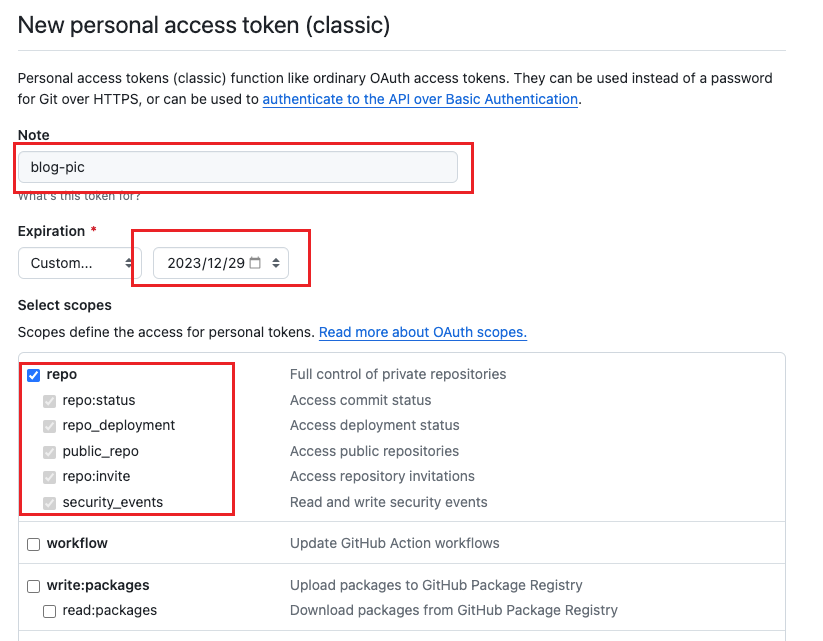 New personal access token (classic)
Personal access tokens (classic) function like ordinary OAuth access tokens. They can be used instead of a password
for Git over HTTPS, or can be used to authenticate to the API over Basic Authentication.
Note
blog-pic
What's this token for?
Expiration *
Custom... 2023/12/29
Select scopes
Scopes define the access for personal tokens. Read more about OAuth scopes.
repo Full control of private repositories
repo:status Access commit status
repo_deployment Access deployment status
public_repo Access public repositories
repo:invite Access repository invitations
security_events Read and write security events
workflow Update GitHub Action workflows
write:packages Upload packages to GitHub Package Registry
read:packages Download packages from GitHub Package Registry